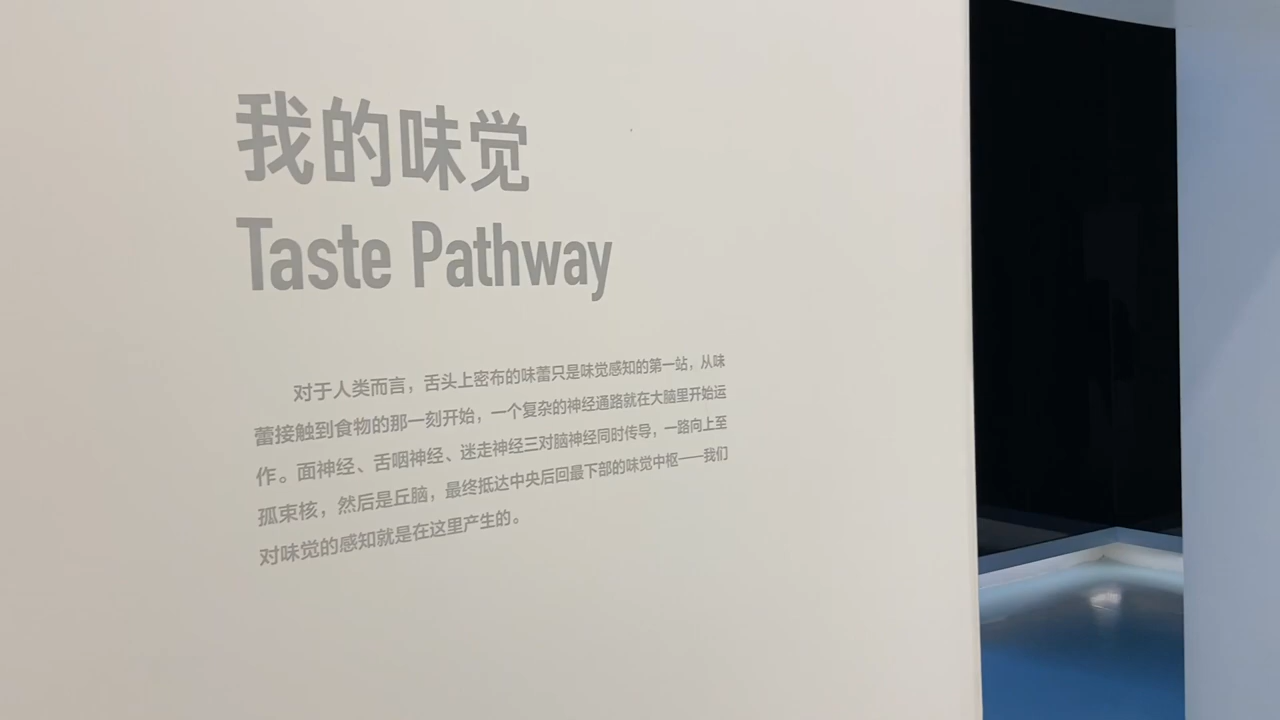 我的味觉
Taste Pathway
对于人类而言，舌头上密布的味蕾只是味觉感知的第一站，从味
蕾接触到食物的那一刻开始，一个复杂的神经通路就在大脑里开始运
作。面神经、舌咽神经、迷走神经三对脑神经同时传导，一路向上至
孤束核，然后是丘脑，最终抵达中央后回最下部的味觉中枢——我们
对味觉的感知就是在这里产生的。